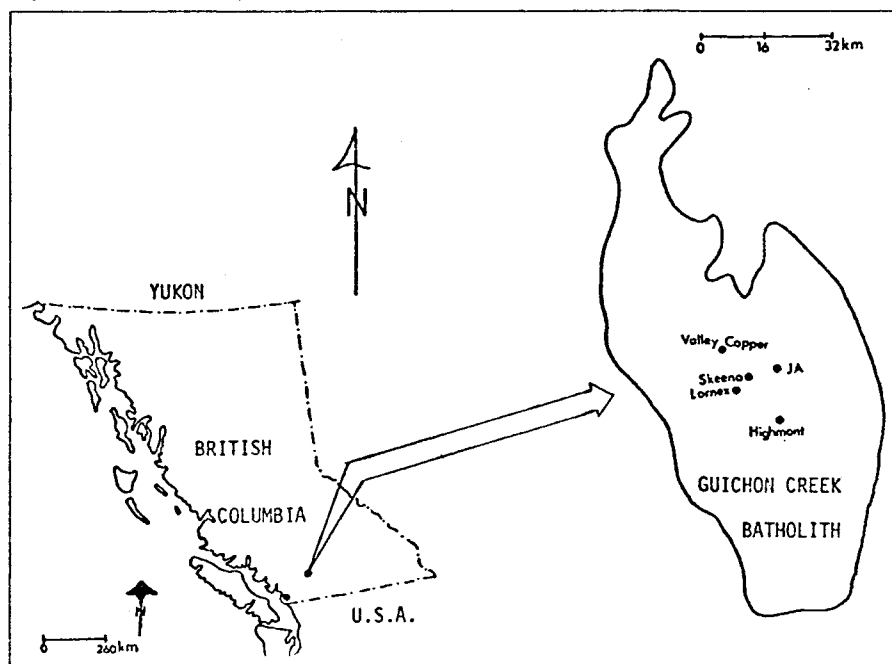 0 16 32km
N
YUKON
Valley Copper
JA
Skeena
Lornex
BRITISH
Highmont
GUICHON CREEK
COLUMBIA
BATHOLITH
N
U.S.A.
0 260km